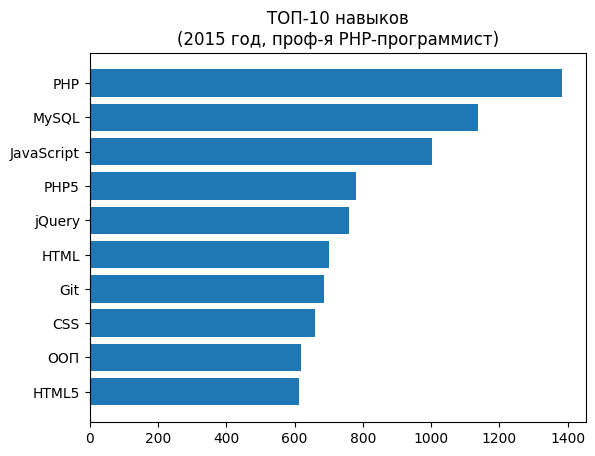 ТОП-10 навыков
(2015 год, проф-я PHP-программист)
PHP
MySQL
JavaScript
PHP5
jQuery
HTML
Git
CSS
ООП
HTML5
0 200 400 600 800 1000 1200 1400